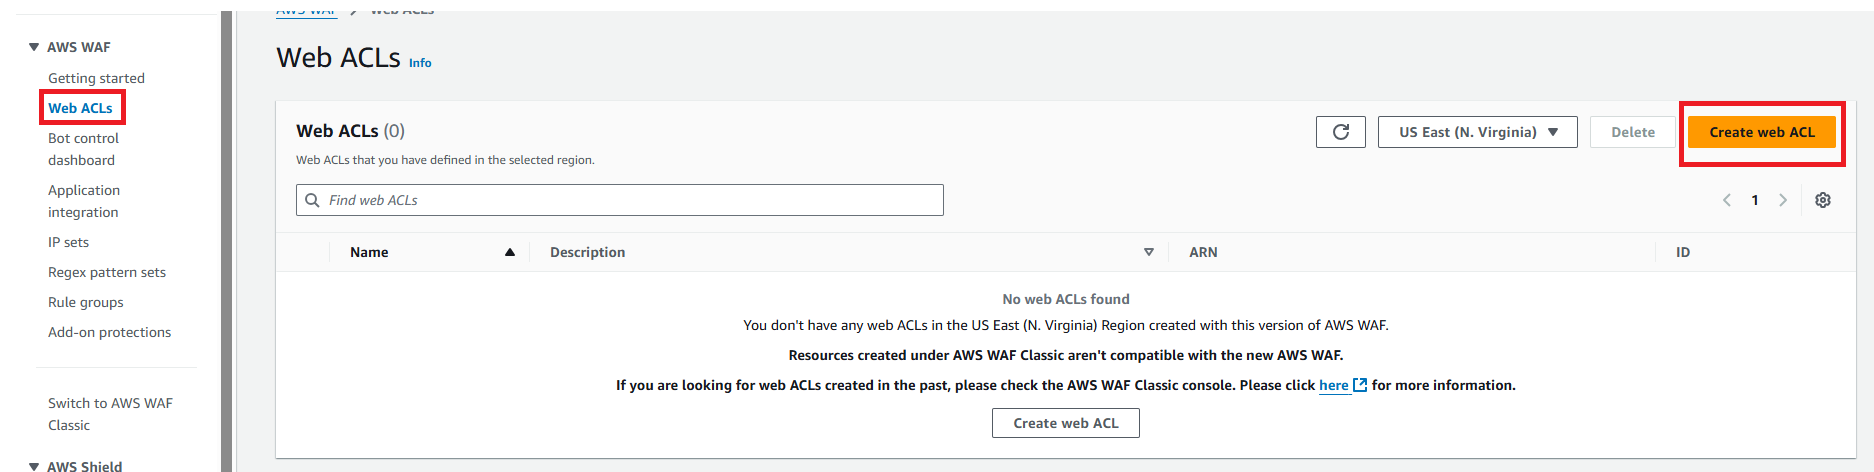 AWS WAF > Web ACLs
AWS WAF
Getting started
Web ACLs
Bot control
dashboard
Application
integration
IP sets
Regex pattern sets
Rule groups
Add-on protections
Switch to AWS WAF
Classic
AWS Shield
Web ACLs Info
Web ACLs (0)
US East (N. Virginia)
Delete
Create web ACL
Web ACLs that you have defined in the selected region.
Find web ACLs
1
Name Description ARN ID
No web ACLs found
You don't have any web ACLs in the US East (N. Virginia) Region created with this version of AWS WAF.
Resources created under AWS WAF Classic aren't compatible with the new AWS WAF.
If you are looking for web ACLs created in the past, please check the AWS WAF Classic console. Please click here for more information.
Create web ACL